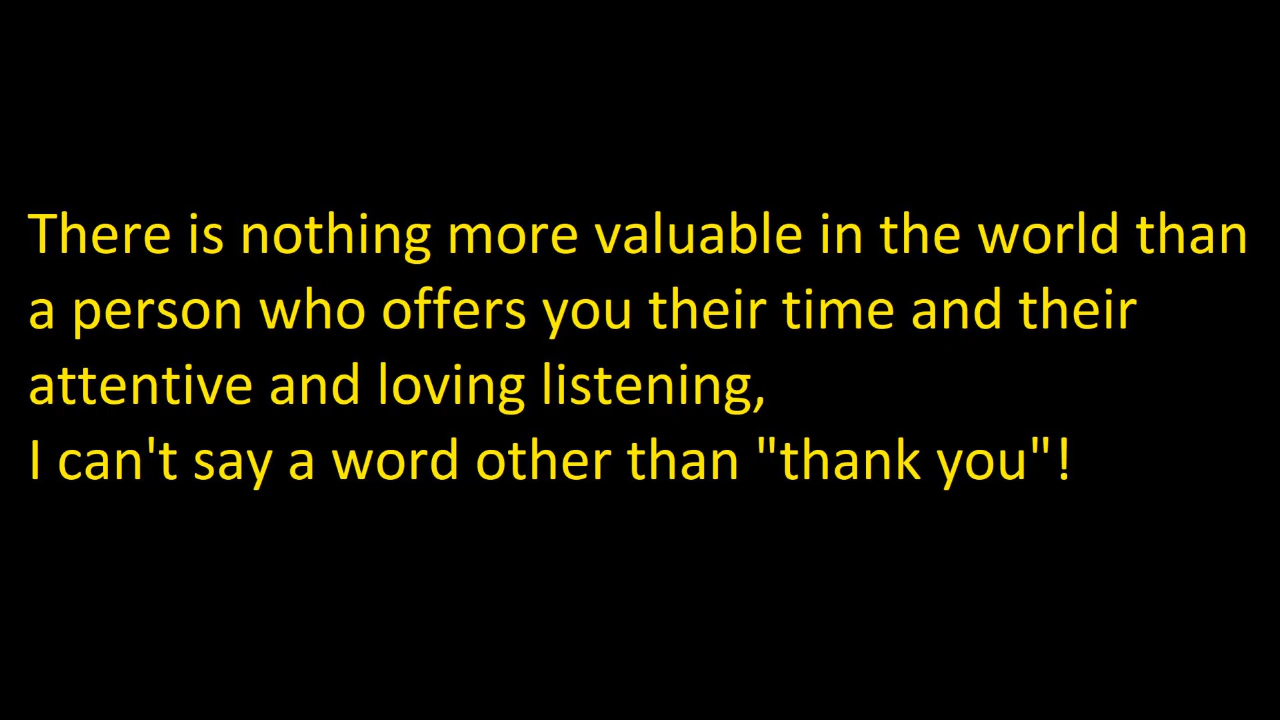 There is nothing more valuable in the world than
a person who offers you their time and their
attentive and loving listening,
I can't say a word other than "thank you"!